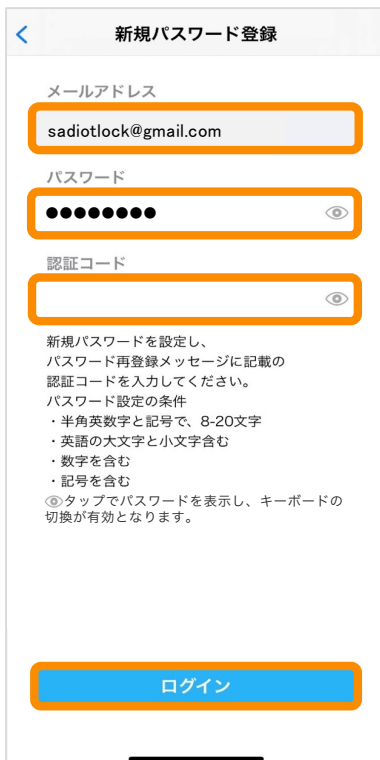 新規パスワード登録
メールアドレス
sadiotlock@gmail.com
パスワード
●●●●●●●●
認証コード
新規パスワードを設定し、
パスワード再登録メッセージに記載の
認証コードを入力してください。
パスワード設定の条件
・半角英数字と記号で、8-20文字
・英語の大文字と小文字含む
・数字を含む
・記号を含む
タップでパスワードを表示し、キーボードの
切換が有効となります。
ログイン